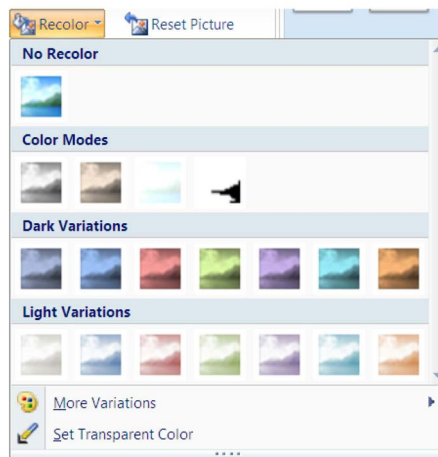 Recolor Reset Picture
No Recolor
Color Modes
Dark Variations
Light Variations
More Variations
Set Transparent Color